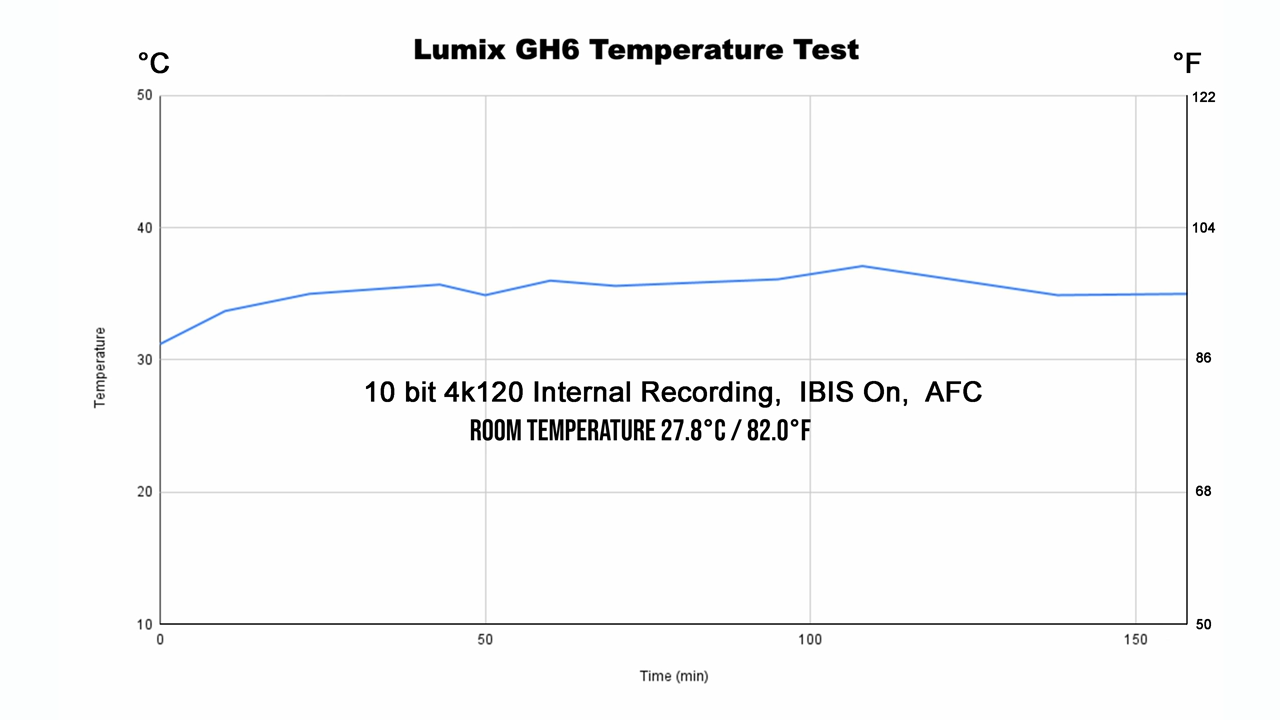 Lumix GH6 Temperature Test
°C
°F
50
122
40
104
Temperature
30
86
10 bit 4k120 Internal Recording,  IBIS On,  AFC
ROOM TEMPERATURE 27.8°C / 82.0°F
20
68
10
50
0
50
100
150
Time (min)